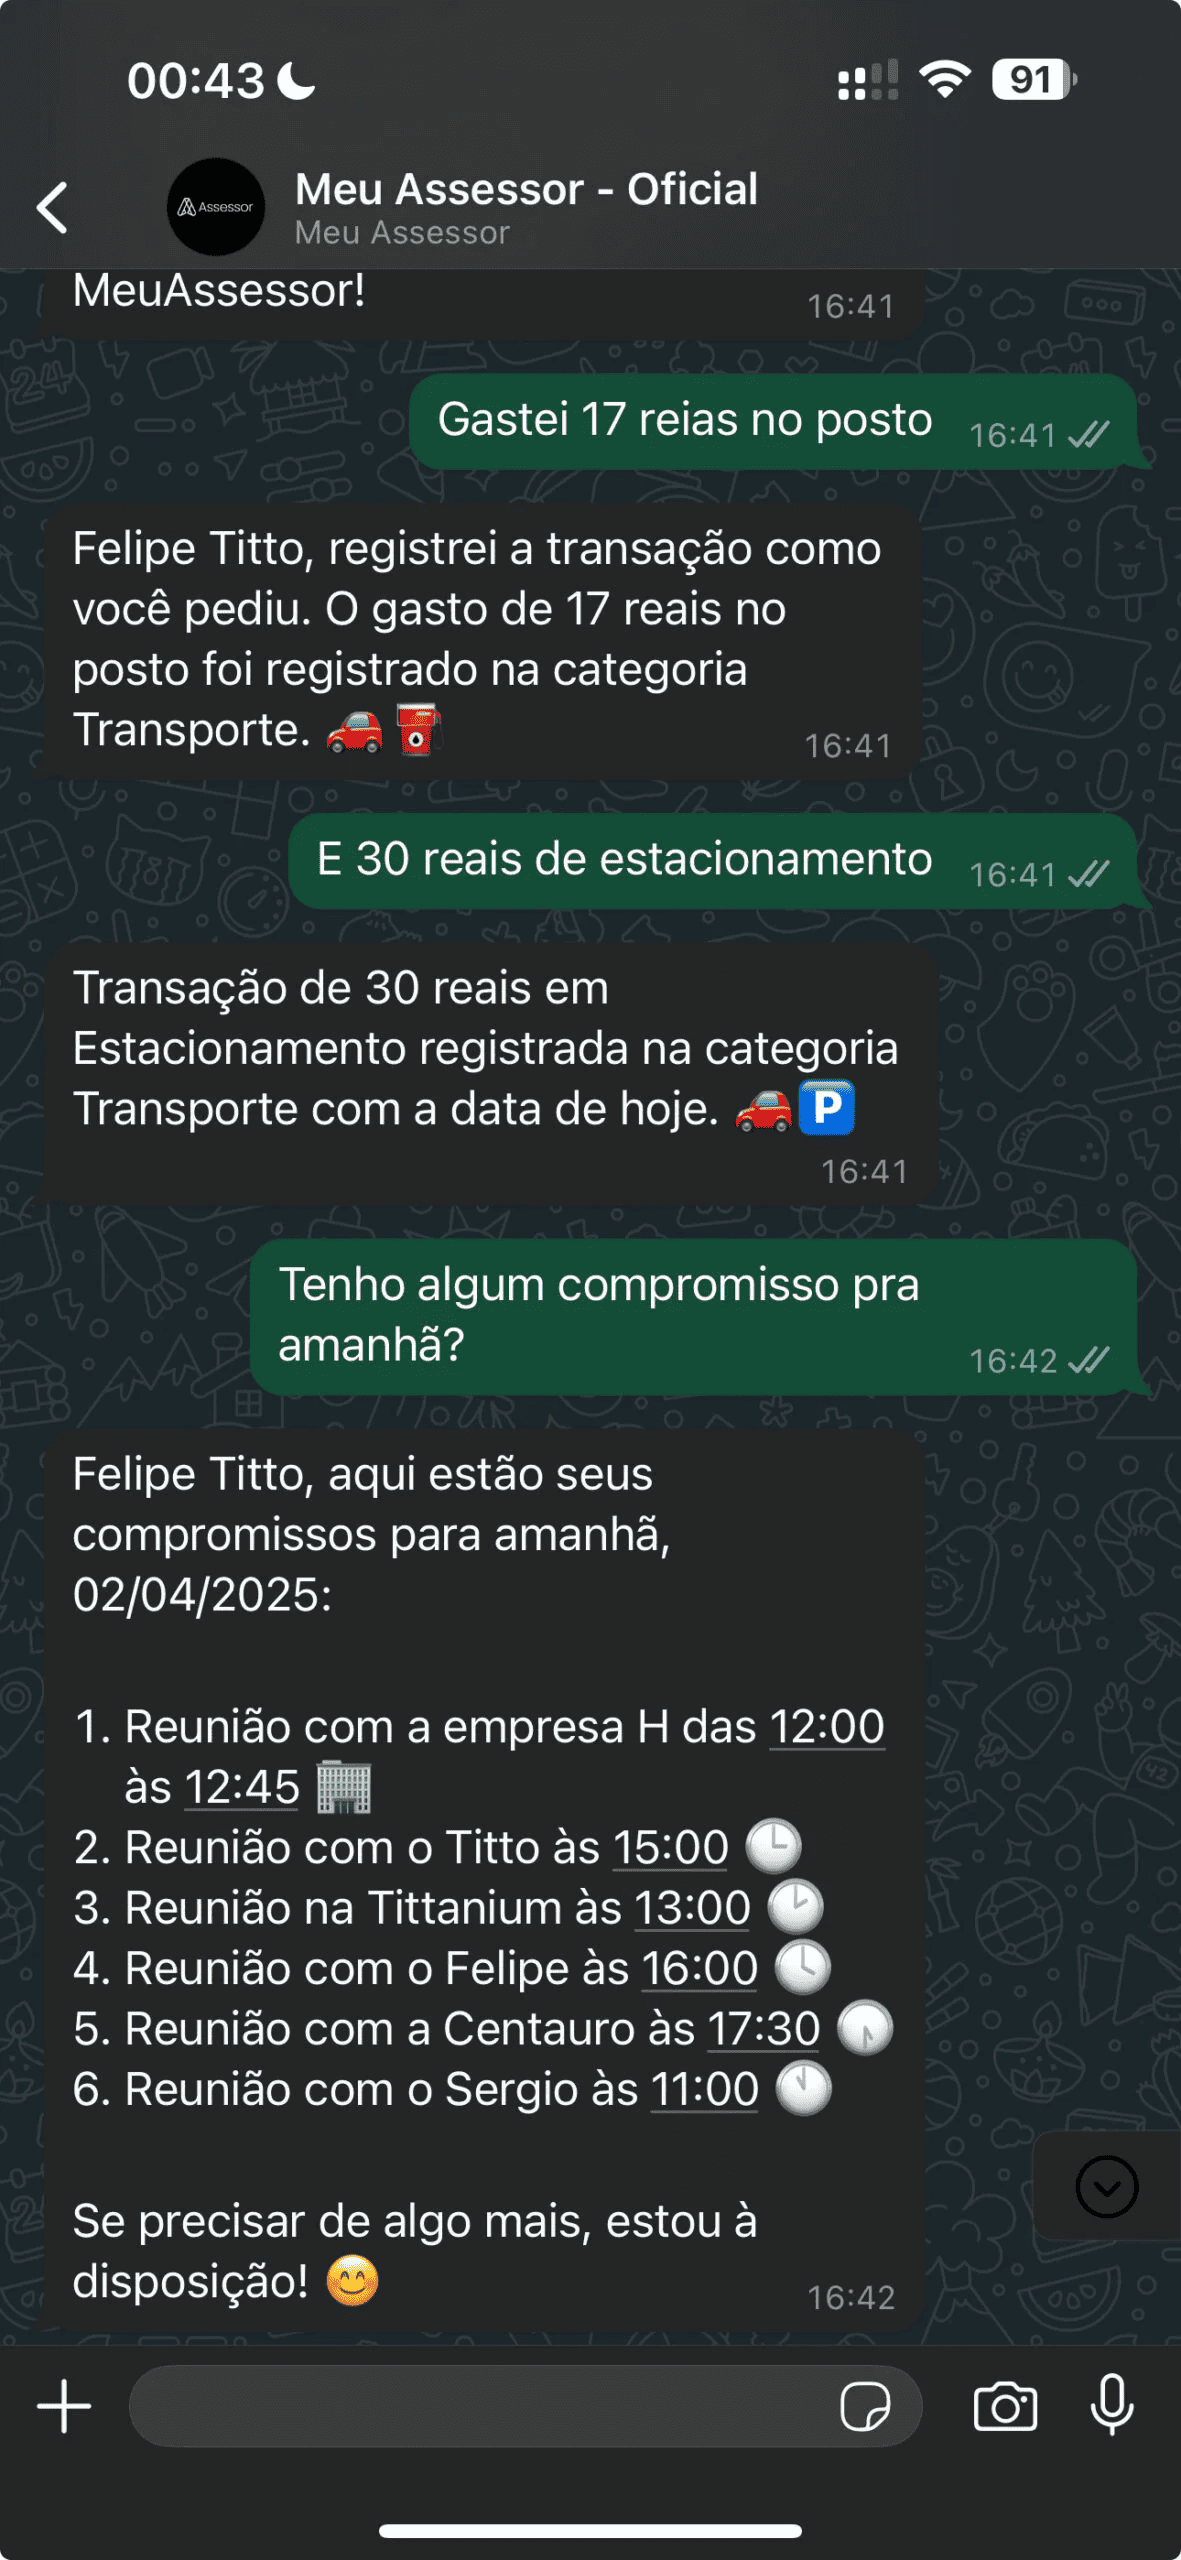 00:43
91
Assessor
Meu Assessor - Oficial
Meu Assessor
MeuAssessor!
16:41
Gastei 17 reias no posto
16:41
Felipe Titto, registrei a transação como
você pediu. O gasto de 17 reais no
posto foi registrado na categoria
Transporte. 🚗⛽
16:41
E 30 reais de estacionamento
16:41
Transação de 30 reais em
Estacionamento registrada na categoria
Transporte com a data de hoje. 🚗🅿️
16:41
Tenho algum compromisso pra
amanhã?
16:42
Felipe Titto, aqui estão seus
compromissos para amanhã,
02/04/2025:
1. Reunião com a empresa H das 12:00
às 12:45 🏢
2. Reunião com o Titto às 15:00 🕒
3. Reunião na Tittanium às 13:00 🕑
4. Reunião com o Felipe às 16:00 🕓
5. Reunião com a Centauro às 17:30 🕠
6. Reunião com o Sergio às 11:00 🕚
Se precisar de algo mais, estou à
disposição! 😊
16:42